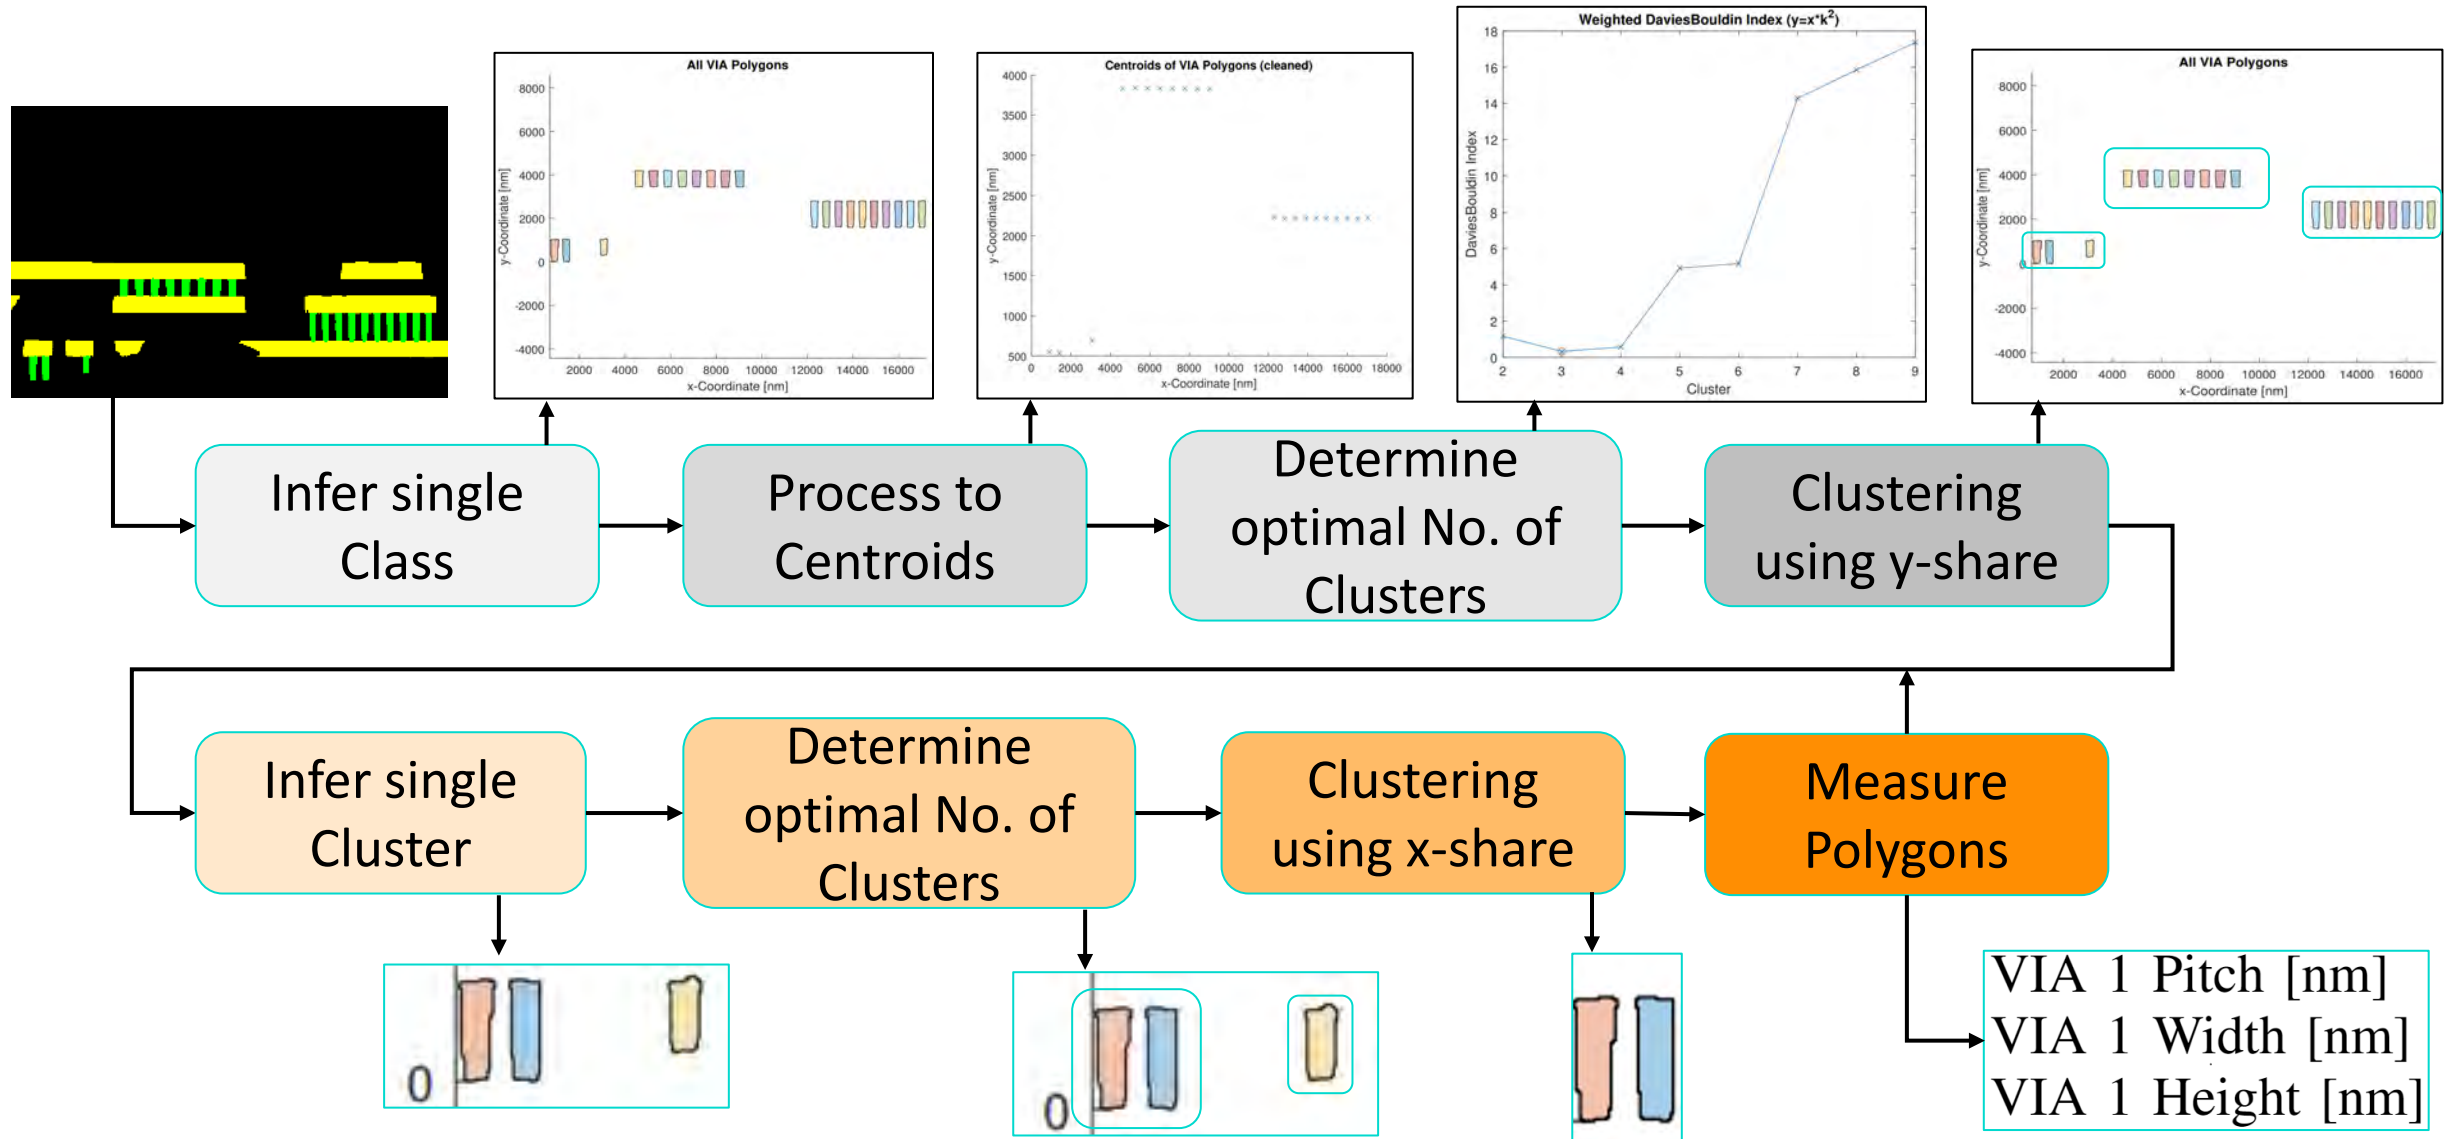 All VIA Polygons
y-Coordinate [nm]
8000
6000
4000
2000
0
-2000
-4000
2000 4000 6000 8000 10000 12000 14000 16000
x-Coordinate [nm]
Centroids of VIA Polygons (cleaned)
y-Coordinate [nm]
4000
3500
3000
2500
2000
1500
1000
500
0 2000 4000 6000 8000 10000 12000 14000 16000 18000
x-Coordinate [nm]
Weighted DaviesBouldin Index (y=x*k²)
DaviesBouldin Index
18
16
14
12
10
8
6
4
2
0
2 3 4 5 6 7 8 9
Cluster
All VIA Polygons
y-Coordinate [nm]
8000
6000
4000
2000
0
-2000
-4000
2000 4000 6000 8000 10000 12000 14000 16000
x-Coordinate [nm]
Infer single
Class
Process to
Centroids
Determine
optimal No. of
Clusters
Clustering
using y-share
Infer single
Cluster
Determine
optimal No. of
Clusters
Clustering
using x-share
Measure
Polygons
0
0
VIA 1 Pitch [nm]
VIA 1 Width [nm]
VIA 1 Height [nm]